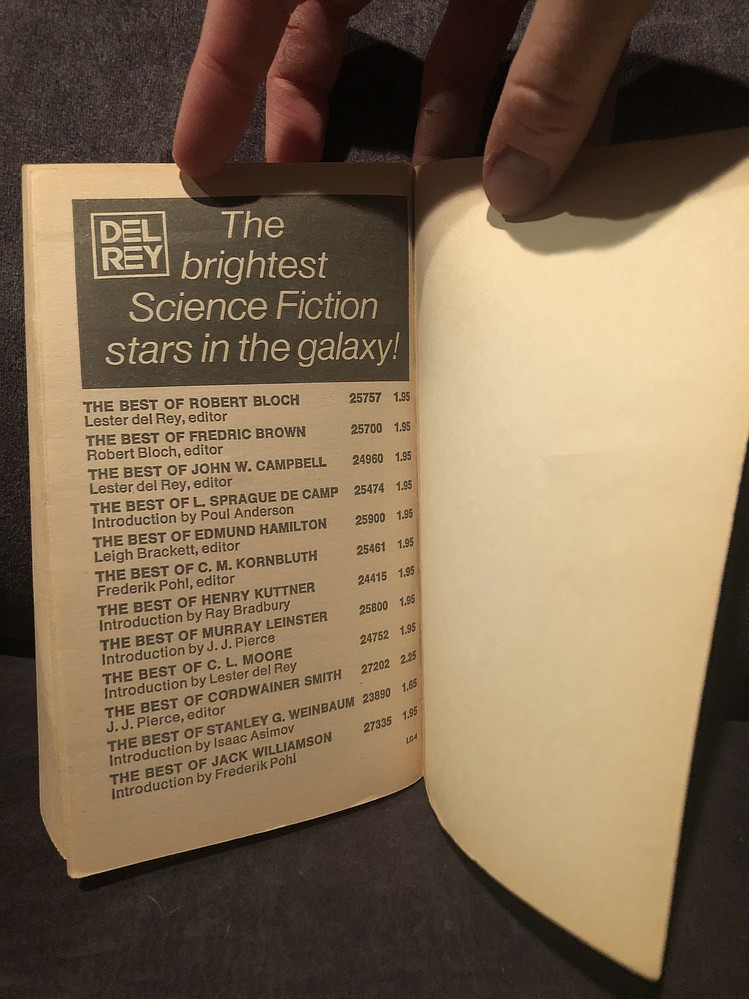 DEL
REY
The
brightest
Science Fiction
stars in the galaxy!
THE BEST OF ROBERT BLOCH 25757 1.95
Lester del Rey, editor
THE BEST OF FREDRIC BROWN 25700 1.95
Robert Bloch, editor
THE BEST OF JOHN W. CAMPBELL 24960 1.95
Lester del Rey, editor
THE BEST OF L. SPRAGUE DE CAMP 25474 1.95
Introduction by Poul Anderson
THE BEST OF EDMUND HAMILTON 25900 1.95
Leigh Brackett, editor
THE BEST OF C. M. KORNBLUTH 25461 1.95
Frederik Pohl, editor
THE BEST OF HENRY KUTTNER 24415 1.95
Introduction by Ray Bradbury
THE BEST OF MURRAY LEINSTER 25800 1.95
Introduction by J. J. Pierce
THE BEST OF C. L. MOORE 24752 1.95
Introduction by Lester del Rey
THE BEST OF CORDWAINER SMITH 27202 2.25
J. J. Pierce, editor
THE BEST OF STANLEY G. WEINBAUM 23890 1.65
Introduction by Isaac Asimov
THE BEST OF JACK WILLIAMSON 27335 1.95
Introduction by Frederik Pohl
LG-4